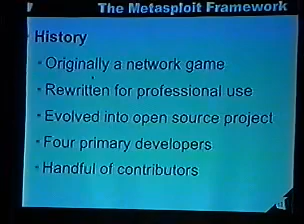 The Metasploit Framework
History
Originally a network game
Rewritten for professional use
Evolved into open source project
Four primary developers
Handful of contributors